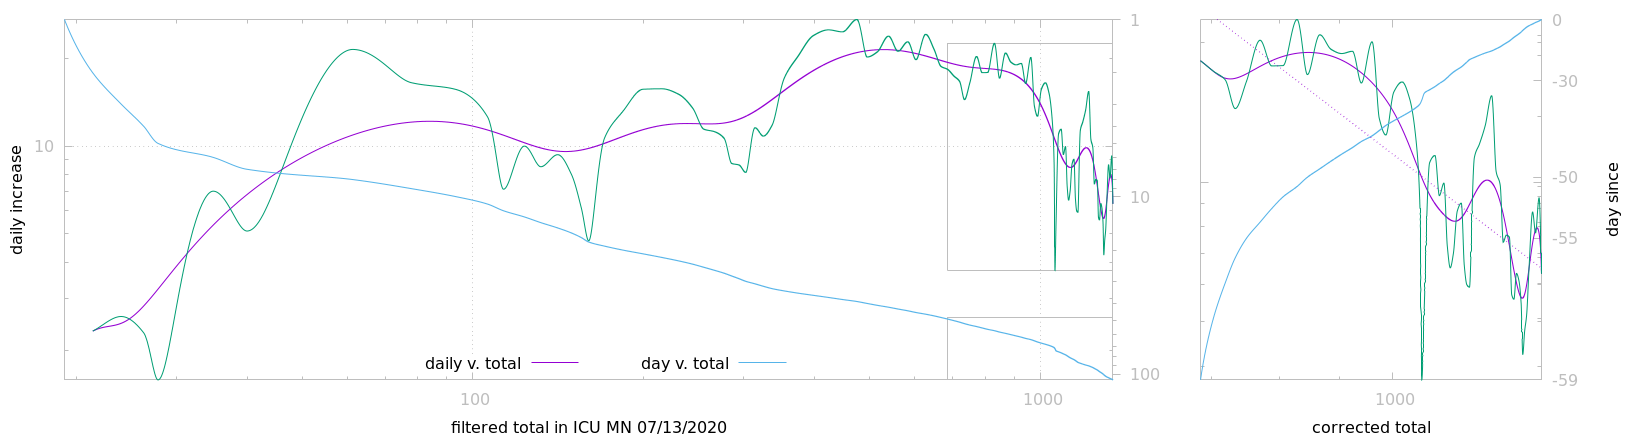 daily increase
10
daily v. total
day v. total
100
1000
filtered total in ICU MN 07/13/2020
1
10
100
1000
corrected total
0
-30
-50
-55
-59
day since